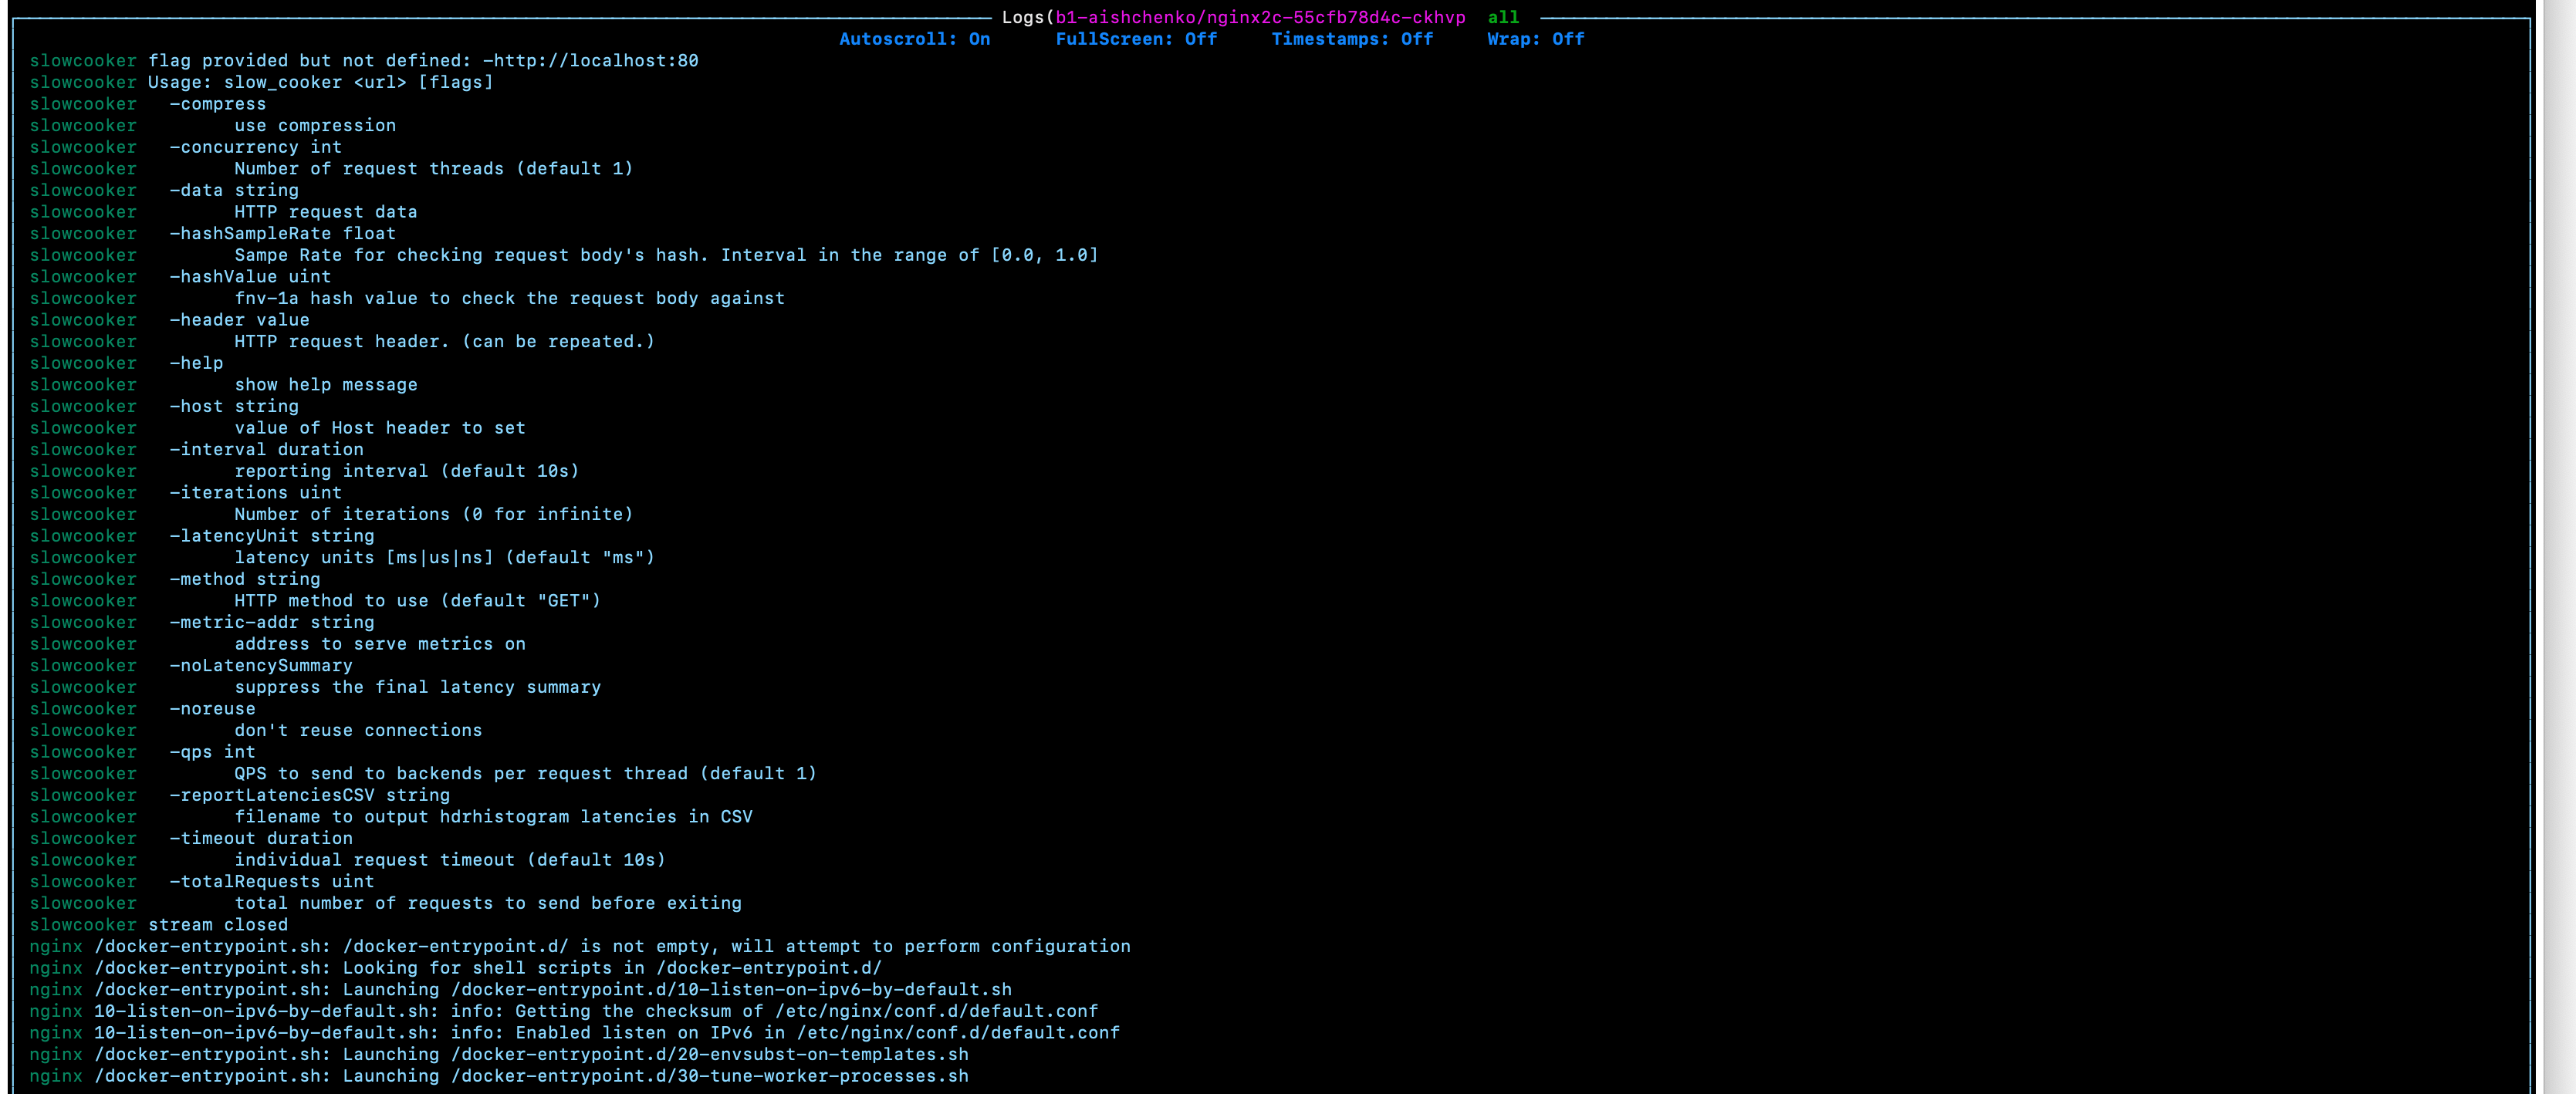 Logs(b1-aishchenko/nginx2c-55cfb78d4c-ckhvp all
Autoscroll: On FullScreen: Off Timestamps: Off Wrap: Off
slowcooker flag provided but not defined: -http://localhost:80
slowcooker Usage: slow_cooker <url> [flags]
slowcooker -compress
slowcooker use compression
slowcooker -concurrency int
slowcooker Number of request threads (default 1)
slowcooker -data string
slowcooker HTTP request data
slowcooker -hashSampleRate float
slowcooker Sampe Rate for checking request body's hash. Interval in the range of [0.0, 1.0]
slowcooker -hashValue uint
slowcooker fnv-1a hash value to check the request body against
slowcooker -header value
slowcooker HTTP request header. (can be repeated.)
slowcooker -help
slowcooker show help message
slowcooker -host string
slowcooker value of Host header to set
slowcooker -interval duration
slowcooker reporting interval (default 10s)
slowcooker -iterations uint
slowcooker Number of iterations (0 for infinite)
slowcooker -latencyUnit string
slowcooker latency units [ms|us|ns] (default "ms")
slowcooker -method string
slowcooker HTTP method to use (default "GET")
slowcooker -metric-addr string
slowcooker address to serve metrics on
slowcooker -noLatencySummary
slowcooker suppress the final latency summary
slowcooker -noreuse
slowcooker don't reuse connections
slowcooker -qps int
slowcooker QPS to send to backends per request thread (default 1)
slowcooker -reportLatenciesCSV string
slowcooker filename to output hdrhistogram latencies in CSV
slowcooker -timeout duration
slowcooker individual request timeout (default 10s)
slowcooker -totalRequests uint
slowcooker total number of requests to send before exiting
slowcooker stream closed
nginx /docker-entrypoint.sh: /docker-entrypoint.d/ is not empty, will attempt to perform configuration
nginx /docker-entrypoint.sh: Looking for shell scripts in /docker-entrypoint.d/
nginx /docker-entrypoint.sh: Launching /docker-entrypoint.d/10-listen-on-ipv6-by-default.sh
nginx 10-listen-on-ipv6-by-default.sh: info: Getting the checksum of /etc/nginx/conf.d/default.conf
nginx 10-listen-on-ipv6-by-default.sh: info: Enabled listen on IPv6 in /etc/nginx/conf.d/default.conf
nginx /docker-entrypoint.sh: Launching /docker-entrypoint.d/20-envsubst-on-templates.sh
nginx /docker-entrypoint.sh: Launching /docker-entrypoint.d/30-tune-worker-processes.sh